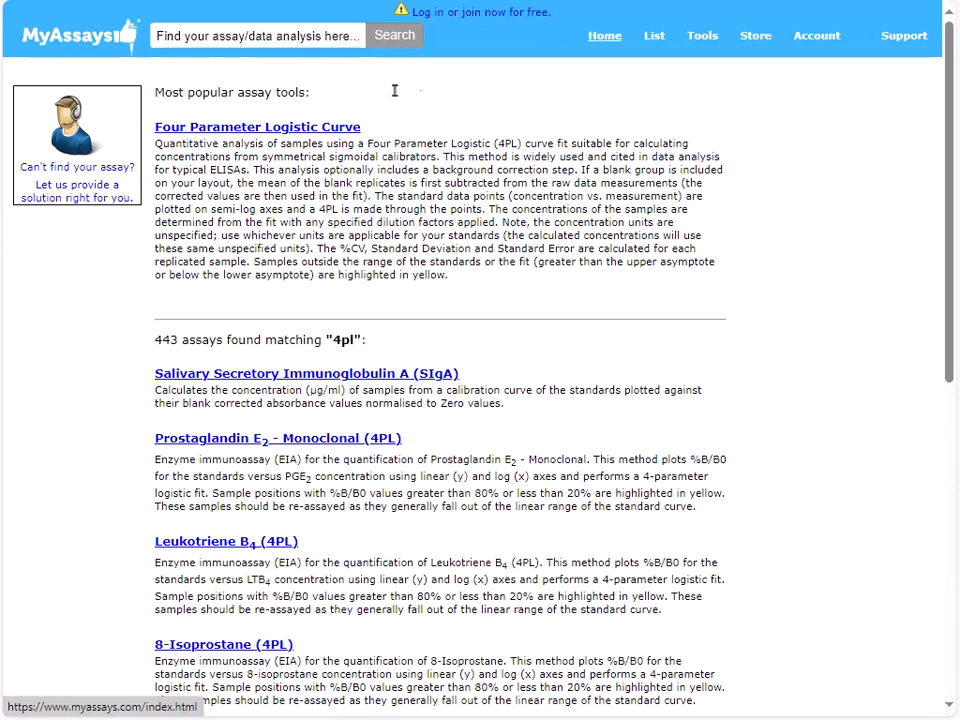 Log in or join now for free.
MyAssays
Find your assay/data analysis here...
Search
Home
List
Tools
Store
Account
Support
Can't find your assay?
Let us provide a
solution right for you.
Most popular assay tools:
Four Parameter Logistic Curve
Quantitative analysis of samples using a Four Parameter Logistic (4PL) curve fit suitable for calculating
concentrations from symmetrical sigmoidal calibrators. This method is widely used and cited in data analysis
for typical ELISAs. This analysis optionally includes a background correction step. If a blank group is included
on your layout, the mean of the blank replicates is first subtracted from the raw data measurements (the
corrected values are then used in the fit). The standard data points (concentration vs. measurement) are
plotted on semi-log axes and a 4PL is made through the points. The concentrations of the samples are
determined from the fit with any specified dilution factors applied. Note, the concentration units are
unspecified; use whichever units are applicable for your standards (the calculated concentrations will use
these same unspecified units). The %CV, Standard Deviation and Standard Error are calculated for each
replicated sample. Samples outside the range of the standards or the fit (greater than the upper asymptote
or below the lower asymptote) are highlighted in yellow.
443 assays found matching "4pl":
Salivary Secretory Immunoglobulin A (SIgA)
Calculates the concentration (µg/ml) of samples from a calibration curve of the standards plotted against
their blank corrected absorbance values normalised to Zero values.
Prostaglandin E2 - Monoclonal (4PL)
Enzyme immunoassay (EIA) for the quantification of Prostaglandin E2 - Monoclonal. This method plots %B/B0
for the standards versus PGE2 concentration using linear (y) and log (x) axes and performs a 4-parameter
logistic fit. Sample positions with %B/B0 values greater than 80% or less than 20% are highlighted in yellow.
These samples should be re-assayed as they generally fall out of the linear range of the standard curve.
Leukotriene B4 (4PL)
Enzyme immunoassay (EIA) for the quantification of Leukotriene B4 (4PL). This method plots %B/B0 for the
standards versus LTB4 concentration using linear (y) and log (x) axes and performs a 4-parameter logistic fit.
Sample positions with %B/B0 values greater than 80% or less than 20% are highlighted in yellow. These
samples should be re-assayed as they generally fall out of the linear range of the standard curve.
8-Isoprostane (4PL)
Enzyme immunoassay (EIA) for the quantification of 8-Isoprostane. This method plots %B/B0 for the
standards versus 8-isoprostane concentration using linear (y) and log (x) axes and performs a 4-parameter
logistic fit. Sample positions with %B/B0 values greater than 80% or less than 20% are highlighted in yellow.
samples should be re-assayed as they generally fall out of the linear range of the standard curve.
https://www.myassays.com/index.html